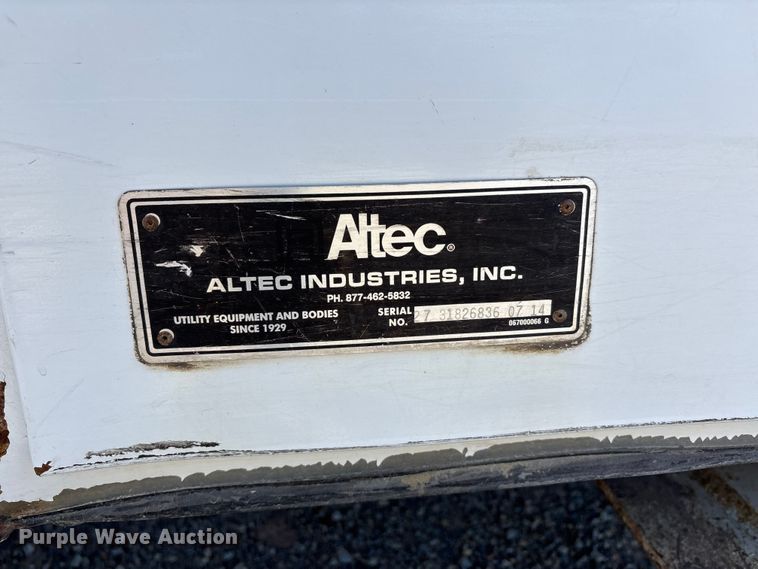 Altec®
ALTEC INDUSTRIES, INC.
PH. 877-462-5832
UTILITY EQUIPMENT AND BODIES
SINCE 1929
SERIAL
NO. 27 31826836 07 14
067000066 G
Purple Wave Auction